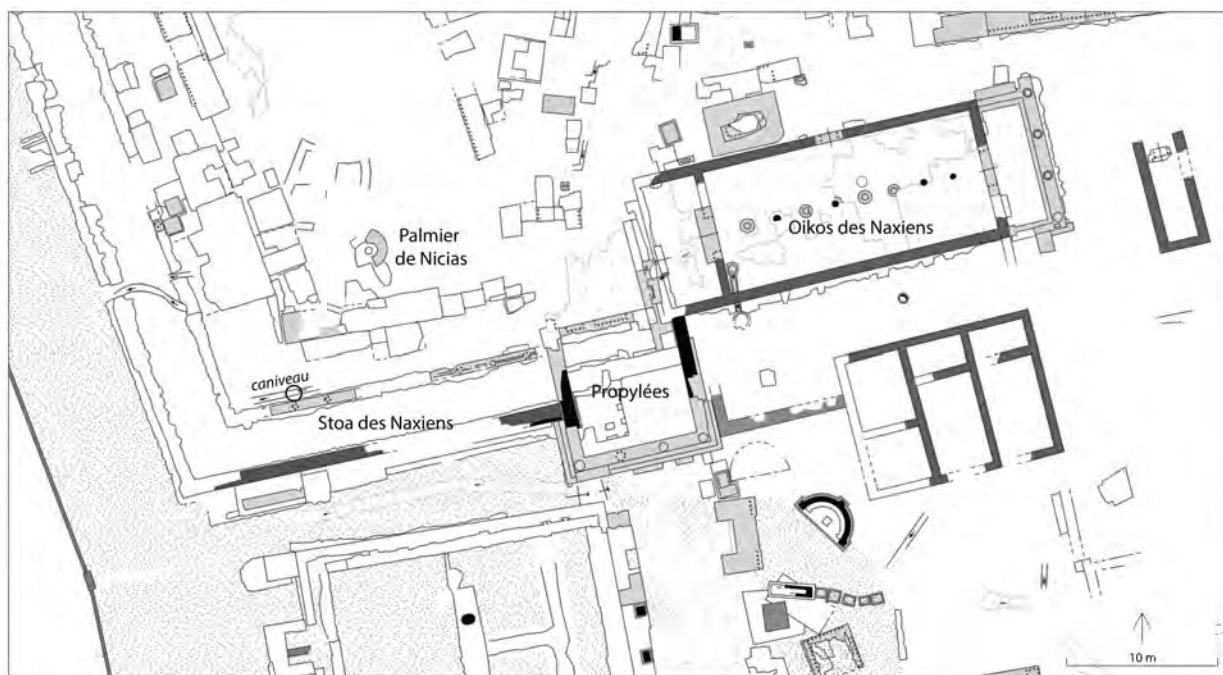 Palmier
de Nicias
Oikos des Naxiens
caniveau
Propylées
Stoa des Naxiens
10 m